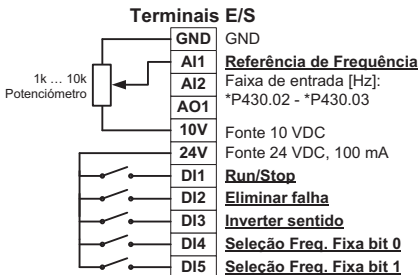 Terminais E/S
GND GND
AI1 Referência de Frequência
1k ... 10k AI2 Faixa de entrada [Hz]:
Potenciómetro *P430.02 - *P430.03
AO1
10V Fonte 10 VDC
24V Fonte 24 VDC, 100 mA
DI1 Run/Stop
DI2 Eliminar falha
DI3 Inverter sentido
DI4 Seleção Freq. Fixa bit 0
DI5 Seleção Freq. Fixa bit 1